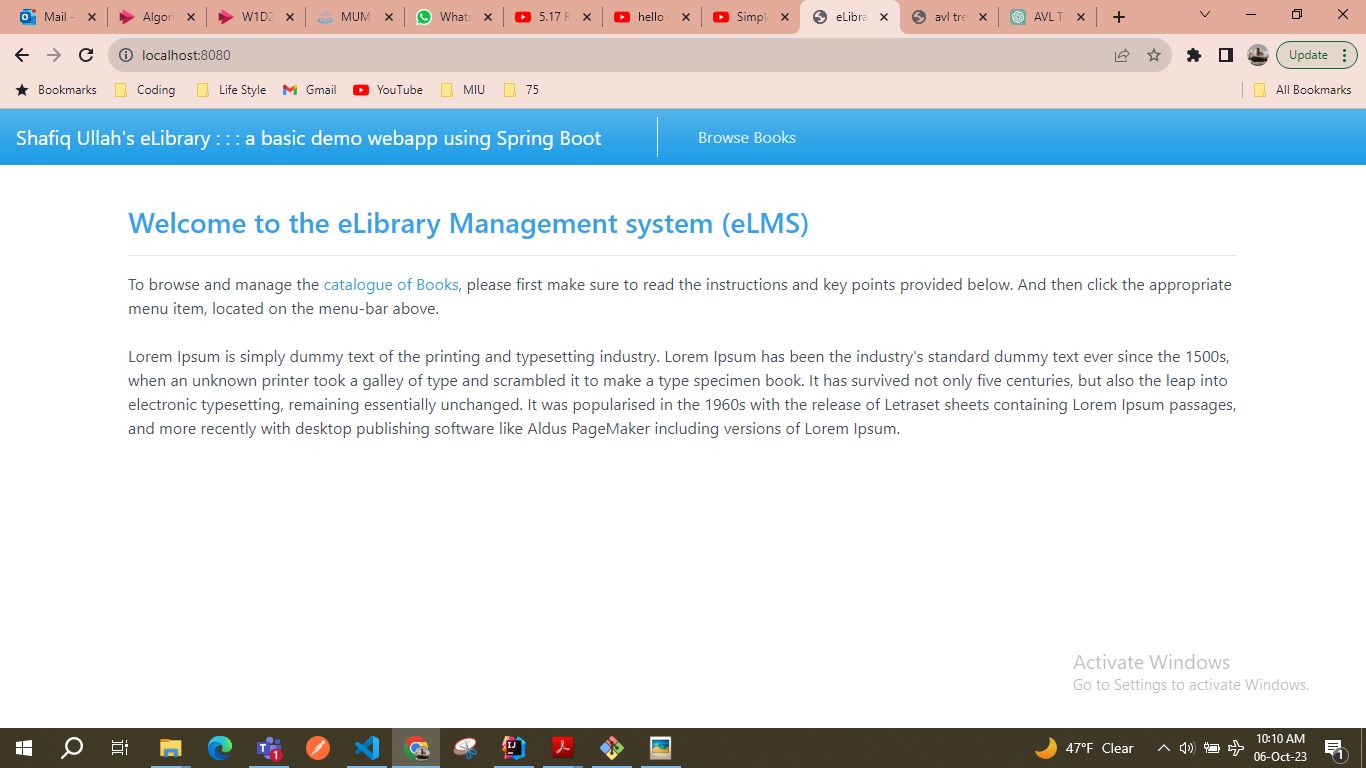 Mail -
Algori
W1D2
MUM
Whats
5.17 R
hello
Simple
eLibra
avl tre
AVL T
localhost:8080
Update
Bookmarks
Coding
Life Style
Gmail
YouTube
MIU
75
All Bookmarks
Shafiq Ullah's eLibrary : : : a basic demo webapp using Spring Boot
Browse Books
Welcome to the eLibrary Management system (eLMS)
To browse and manage the catalogue of Books, please first make sure to read the instructions and key points provided below. And then click the appropriate
menu item, located on the menu-bar above.
Lorem Ipsum is simply dummy text of the printing and typesetting industry. Lorem Ipsum has been the industry's standard dummy text ever since the 1500s,
when an unknown printer took a galley of type and scrambled it to make a type specimen book. It has survived not only five centuries, but also the leap into
electronic typesetting, remaining essentially unchanged. It was popularised in the 1960s with the release of Letraset sheets containing Lorem Ipsum passages,
and more recently with desktop publishing software like Aldus PageMaker including versions of Lorem Ipsum.
Activate Windows
Go to Settings to activate Windows.
47°F Clear
10:10 AM
06-Oct-23
1
1